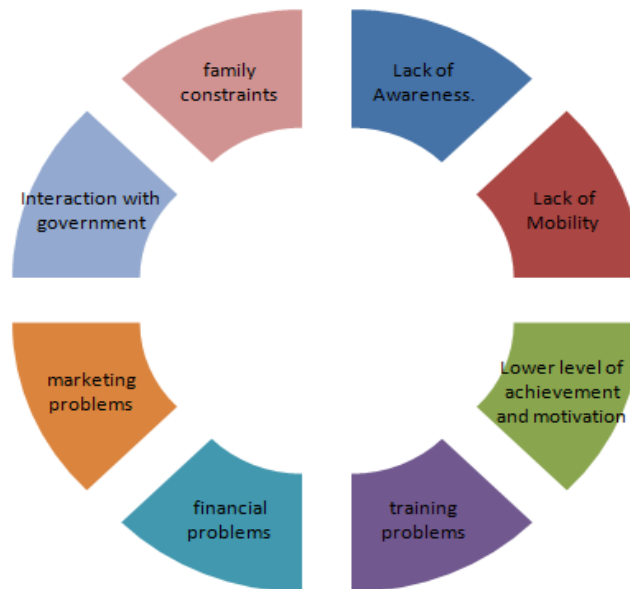 family
constraints
Lack of
Awareness.
Interaction with
government
Lack of
Mobility
marketing
problems
Lower level of
achievement
and motivation
financial
problems
training
problems